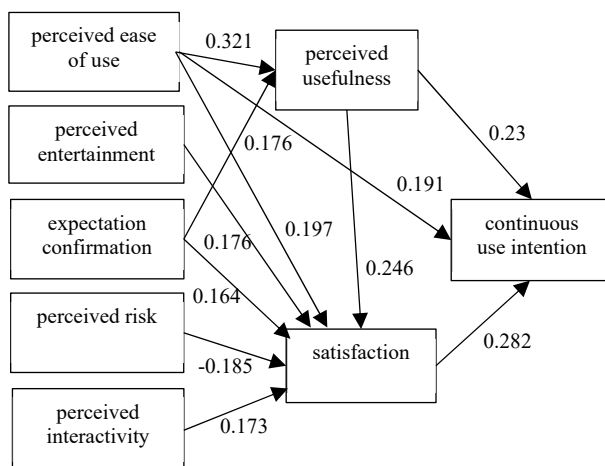 perceived ease
of use
0.321
perceived
usefulness
perceived
entertainment
0.176
0.23
0.191
expectation
confirmation
0.176
0.197
continuous
use intention
0.246
0.164
perceived risk
-0.185
satisfaction
0.282
perceived
interactivity
0.173